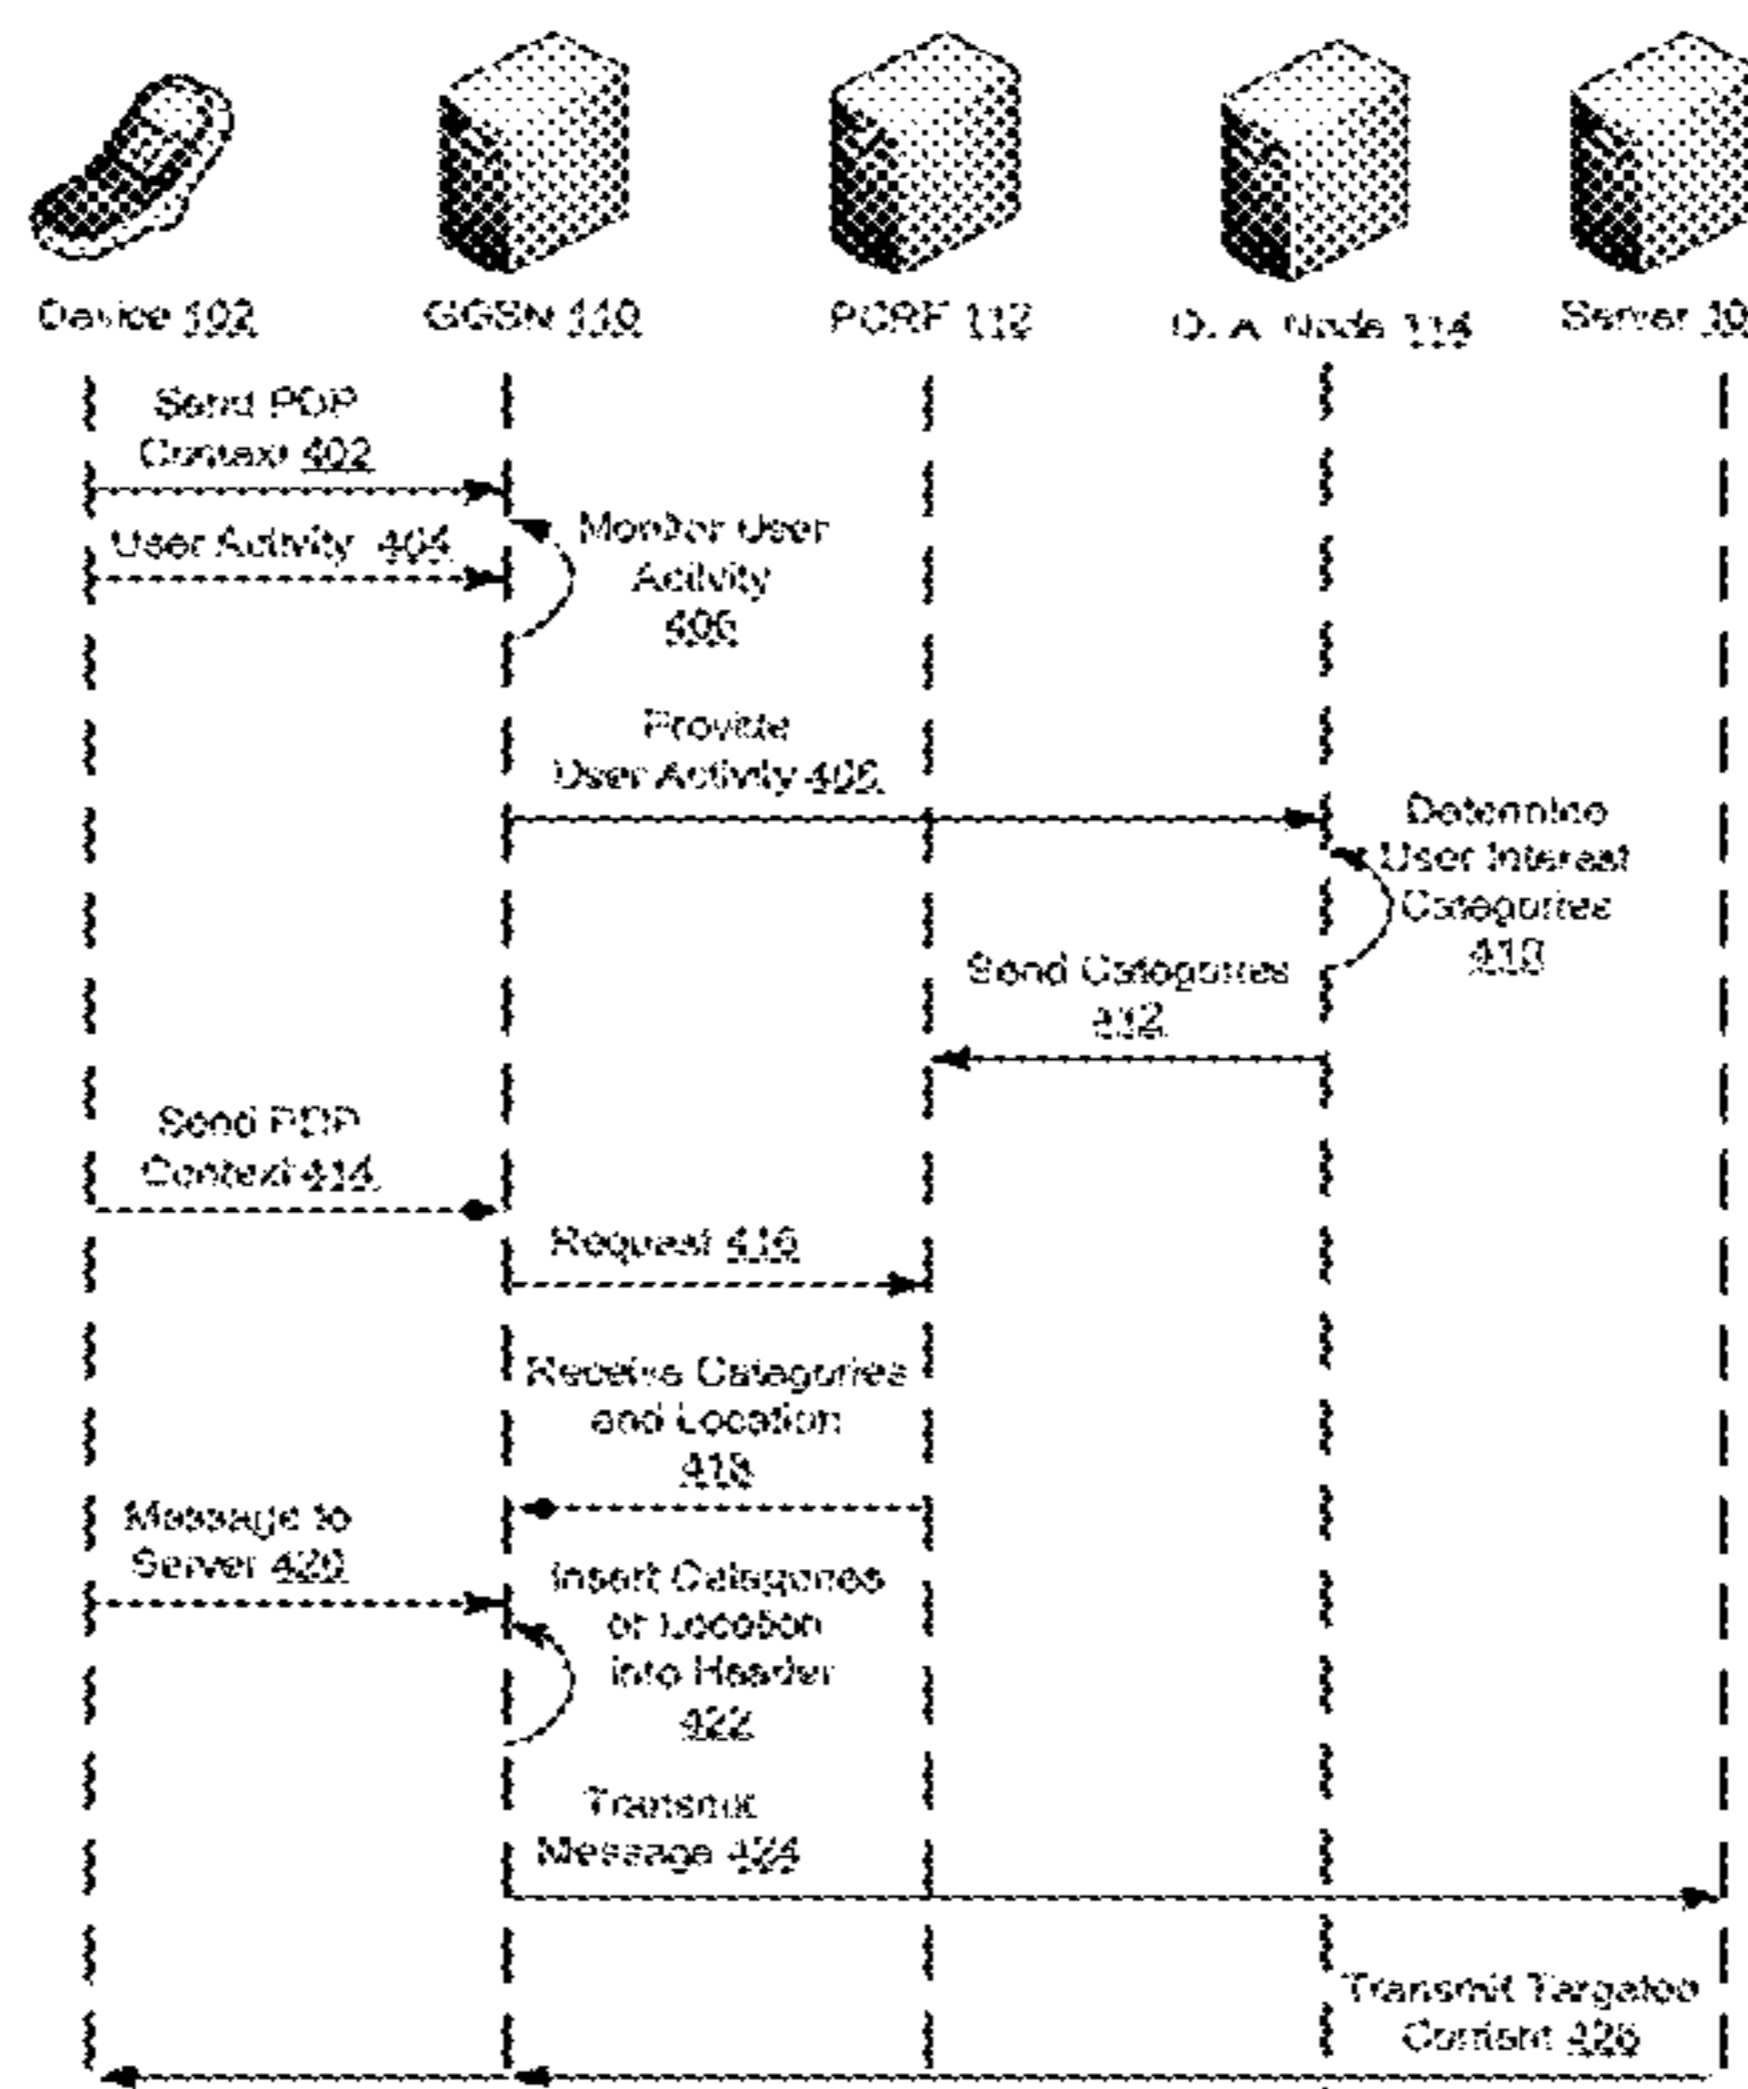 Device 102
GGSN 110
PCRF 112
D. A. Node 114
Server 10
Send PDP
Context 402
User Activity 404
Monitor User
Activity
406
Provide
User Activity
Determine
User Interest
Categories
410
Send Categories
412
Send PDP
Context 414
Request 416
Receive Categories
and Location
418
Message to
Server 420
Insert Categories
or Location
into Header
422
Transmit
Message 424
Transmit Targeted
Content 426